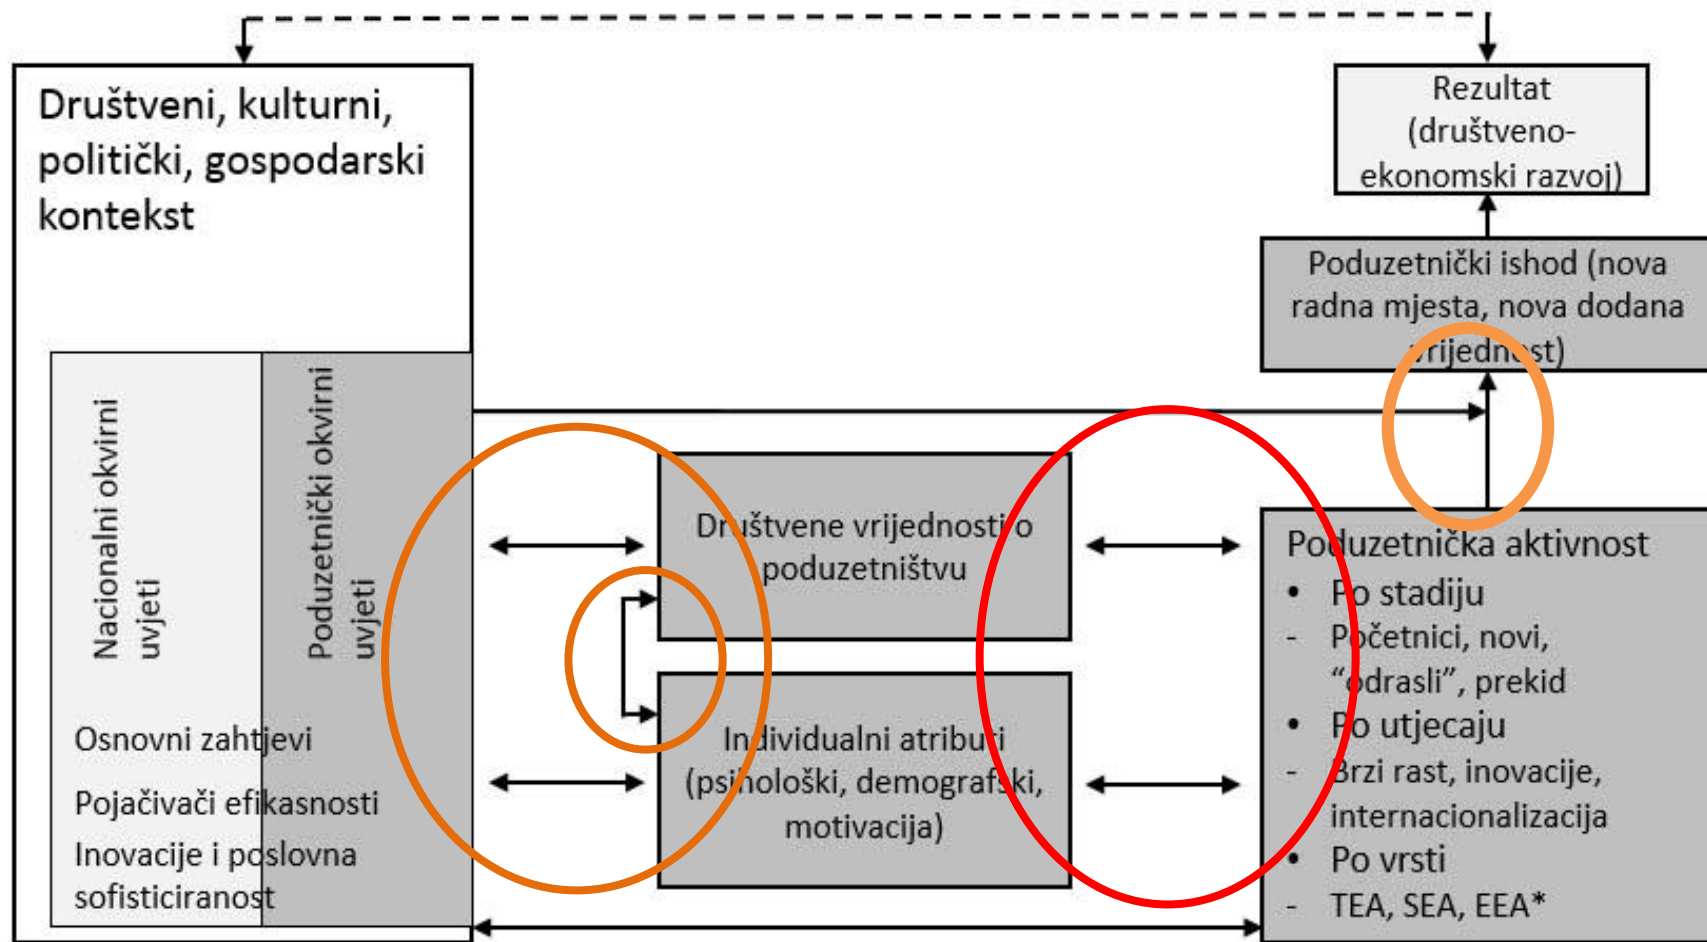 Društveni, kulturni,
politički, gospodarski
kontekst
Nacionalni okvirni
uvjeti
Poduzetnički okvirni
uvjeti
Osnovni zahtjevi
Pojačivači efikasnosti
Inovacije i poslovna
sofisticiranost
Društvene vrijednosti o
poduzetništvu
Individualni atributi
(psihološki, demografski,
motivacija)
Rezultat
(društveno-
ekonomski razvoj)
Poduzetnički ishod (nova
radna mjesta, nova dodana
vrijednost)
Poduzetnička aktivnost
• Po stadiju
- Početnici, novi,
“odrasli”, prekid
• Po utjecaju
- Brzi rast, inovacije,
internacionalizacija
• Po vrsti
- TEA, SEA, EEA*